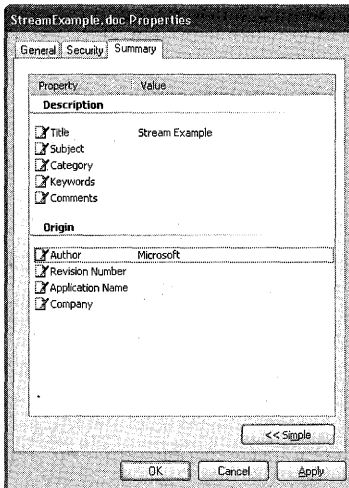 StreamExample.doc Properties
General Security Summary
Property Value
Description
Title Stream Example
Subject
Category
Keywords
Comments
Origin
Author Microsoft
Revision Number
Application Name
Company
<< Simple
OK Cancel Apply